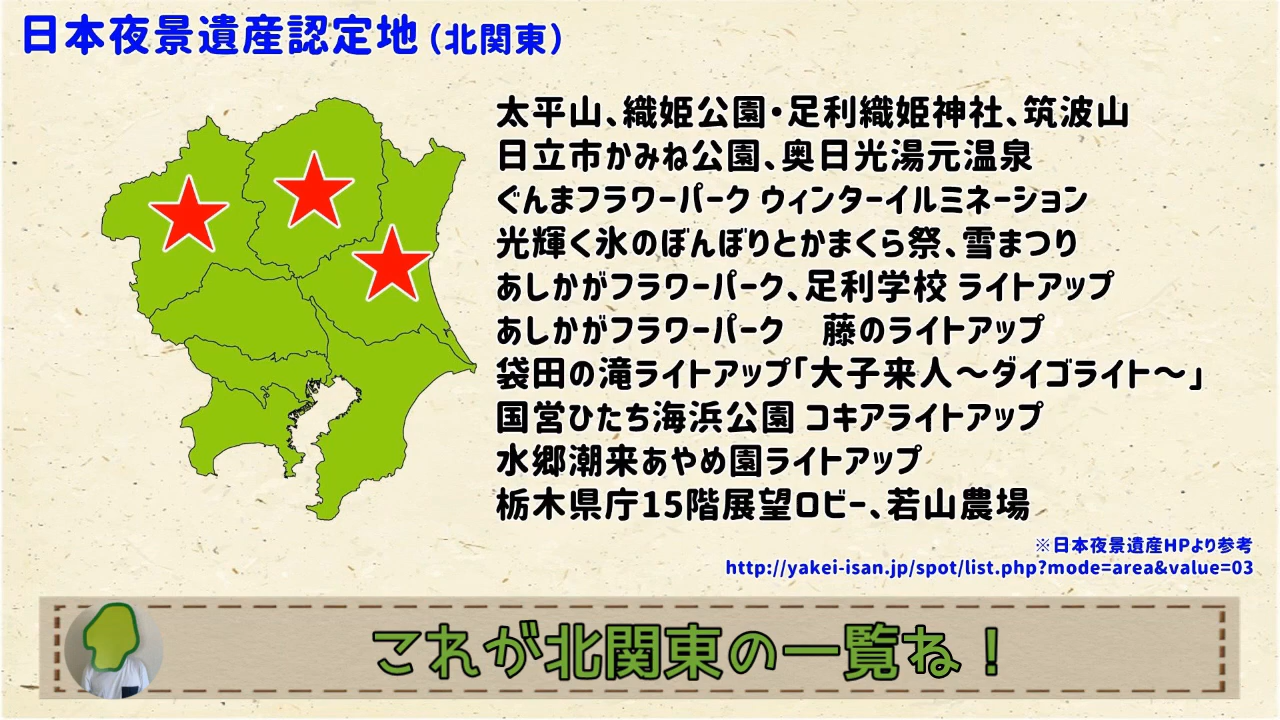 日本夜景遺産認定地（北関東）
太平山、織姫公園・足利織姫神社、筑波山
日立市かみね公園、奥日光湯元温泉
ぐんまフラワーパーク ウィンターイルミネーション
光輝く氷のぼんぼりとかまくら祭、雪まつり
あしかがフラワーパーク、足利学校 ライトアップ
あしかがフラワーパーク　藤のライトアップ
袋田の滝ライトアップ「大子来人～ダイゴライト～」
国営ひたち海浜公園 コキアライトアップ
水郷潮来あやめ園ライトアップ
栃木県庁15階展望ロビー、若山農場
※日本夜景遺産HPより参考
http://yakei-isan.jp/spot/list.php?mode=area&value=03
これが北関東の一覧ね！